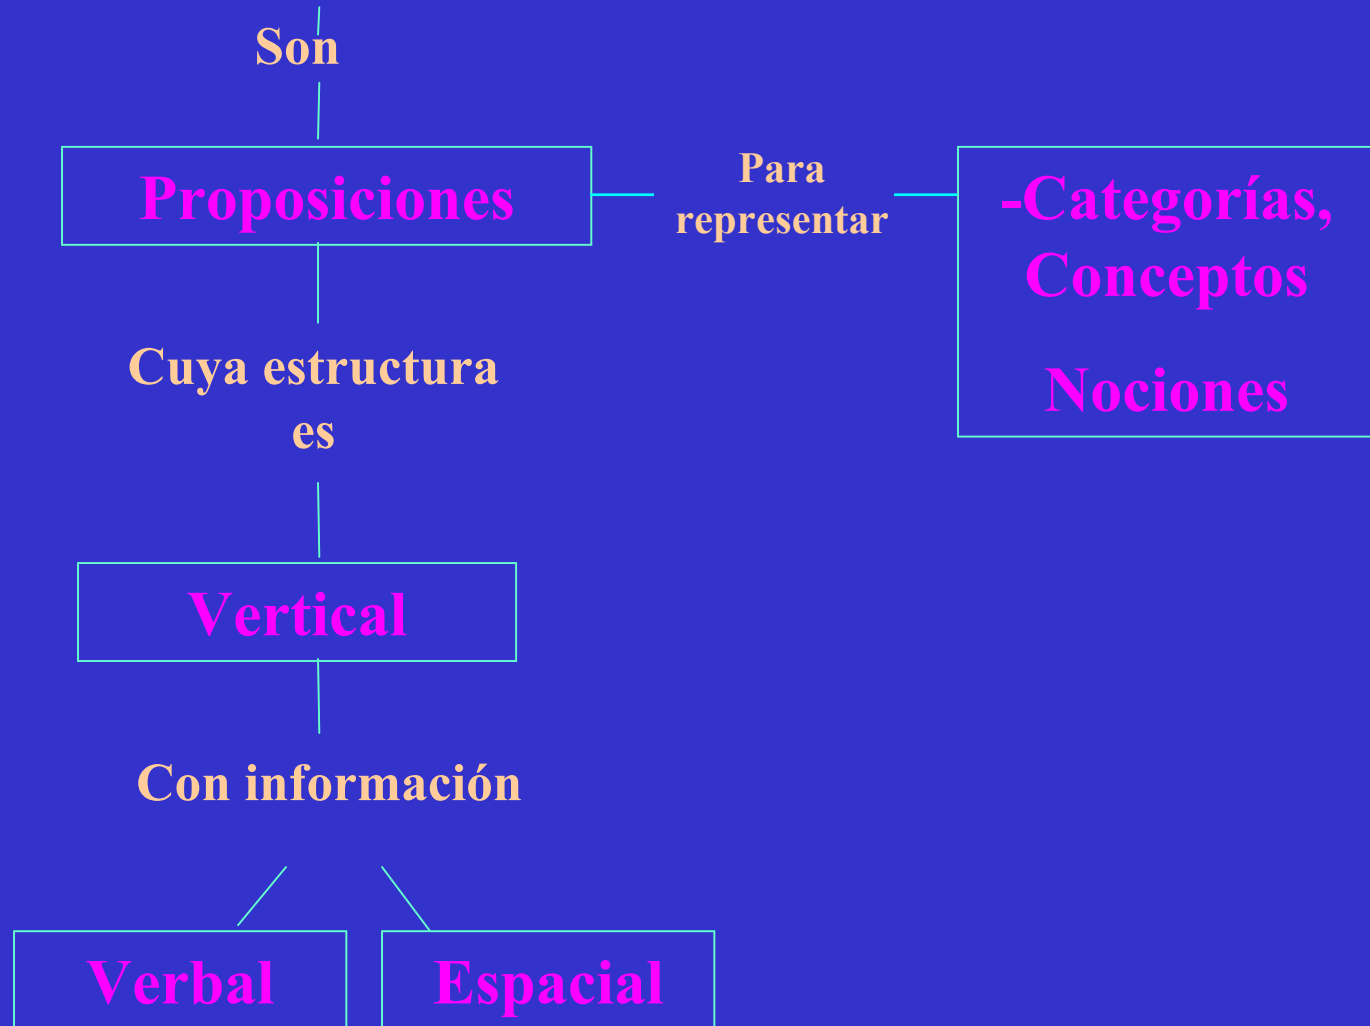 Son
Proposiciones
Para
representar
-Categorías,
Conceptos
Nociones
Cuya estructura
es
Vertical
Con información
Verbal
Espacial